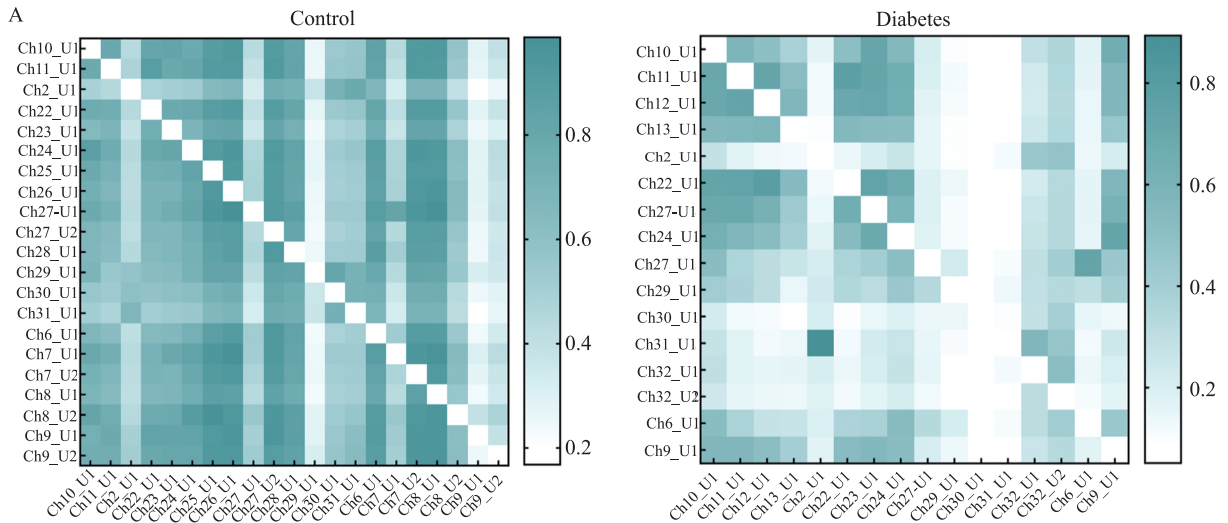 A
Control
Diabetes
Ch10_U1
Ch11_U1
Ch2_U1
Ch22_U1
Ch23_U1
Ch24_U1
Ch25_U1
Ch26_U1
Ch27-U1
Ch27_U2
Ch28_U1
Ch29_U1
Ch30_U1
Ch31_U1
Ch6_U1
Ch7_U1
Ch7_U2
Ch8_U1
Ch8_U2
Ch9_U1
Ch9_U2
Ch10_U1
Ch11_U1
Ch2_U1
Ch22_U1
Ch23_U1
Ch24_U1
Ch25_U1
Ch26_U1
Ch27_U1
Ch27_U2
Ch28_U1
Ch29_U1
Ch30_U1
Ch31_U1
Ch6_U1
Ch7_U1
Ch7_U2
Ch8_U1
Ch8_U2
Ch9_U1
Ch9_U2
0.8
0.6
0.4
0.2
Ch10_U1
Ch11_U1
Ch12_U1
Ch13_U1
Ch2_U1
Ch22_U1
Ch27-U1
Ch24_U1
Ch27_U1
Ch29_U1
Ch30_U1
Ch31_U1
Ch32_U1
Ch32_U2
Ch6_U1
Ch9_U1
Ch10_U1
Ch11_U1
Ch12_U1
Ch13_U1
Ch2_U1
Ch22_U1
Ch23_U1
Ch24_U1
Ch27-U1
Ch29_U1
Ch30_U1
Ch31_U1
Ch32_U1
Ch32_U2
Ch6_U1
Ch9_U1
0.8
0.6
0.4
0.2